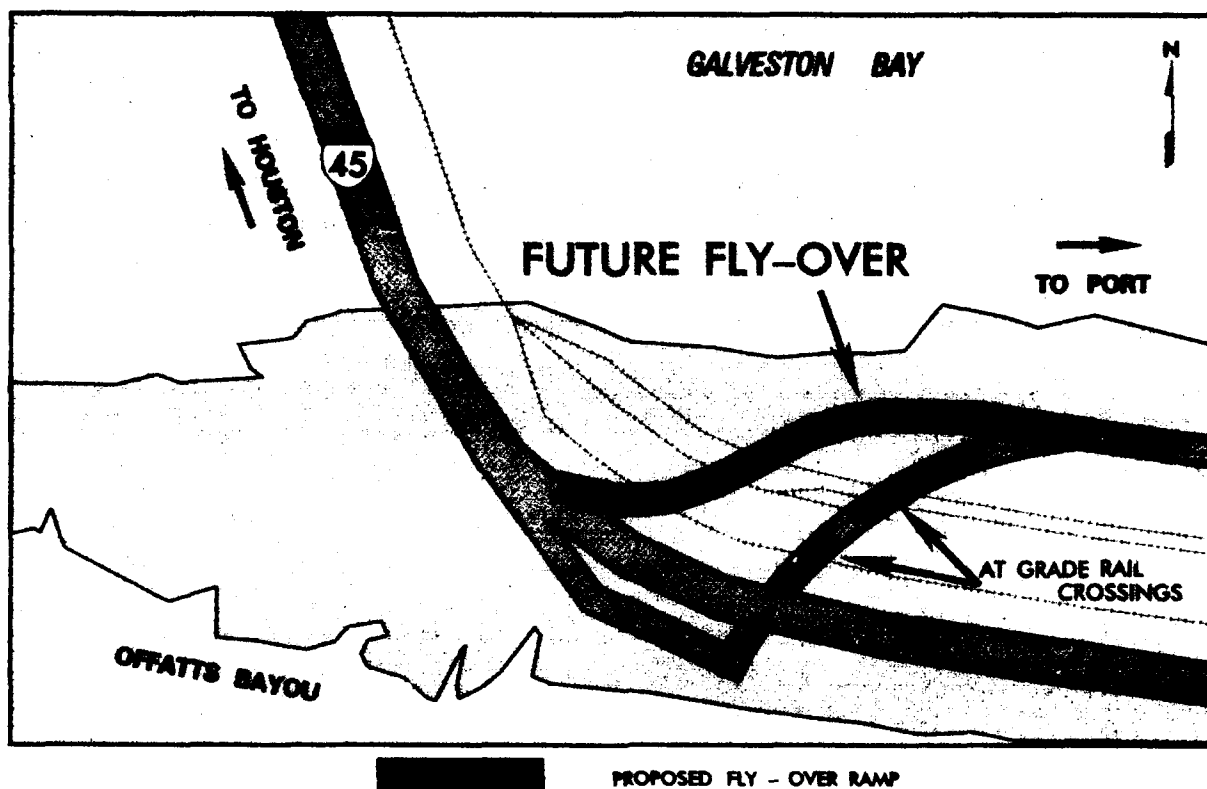 GALVESTON BAY
N
TO HOUSTON
45
FUTURE FLY-OVER
TO PORT
AT GRADE RAIL
CROSSINGS
OFFATTS BAYOU
PROPOSED FLY - OVER RAMP